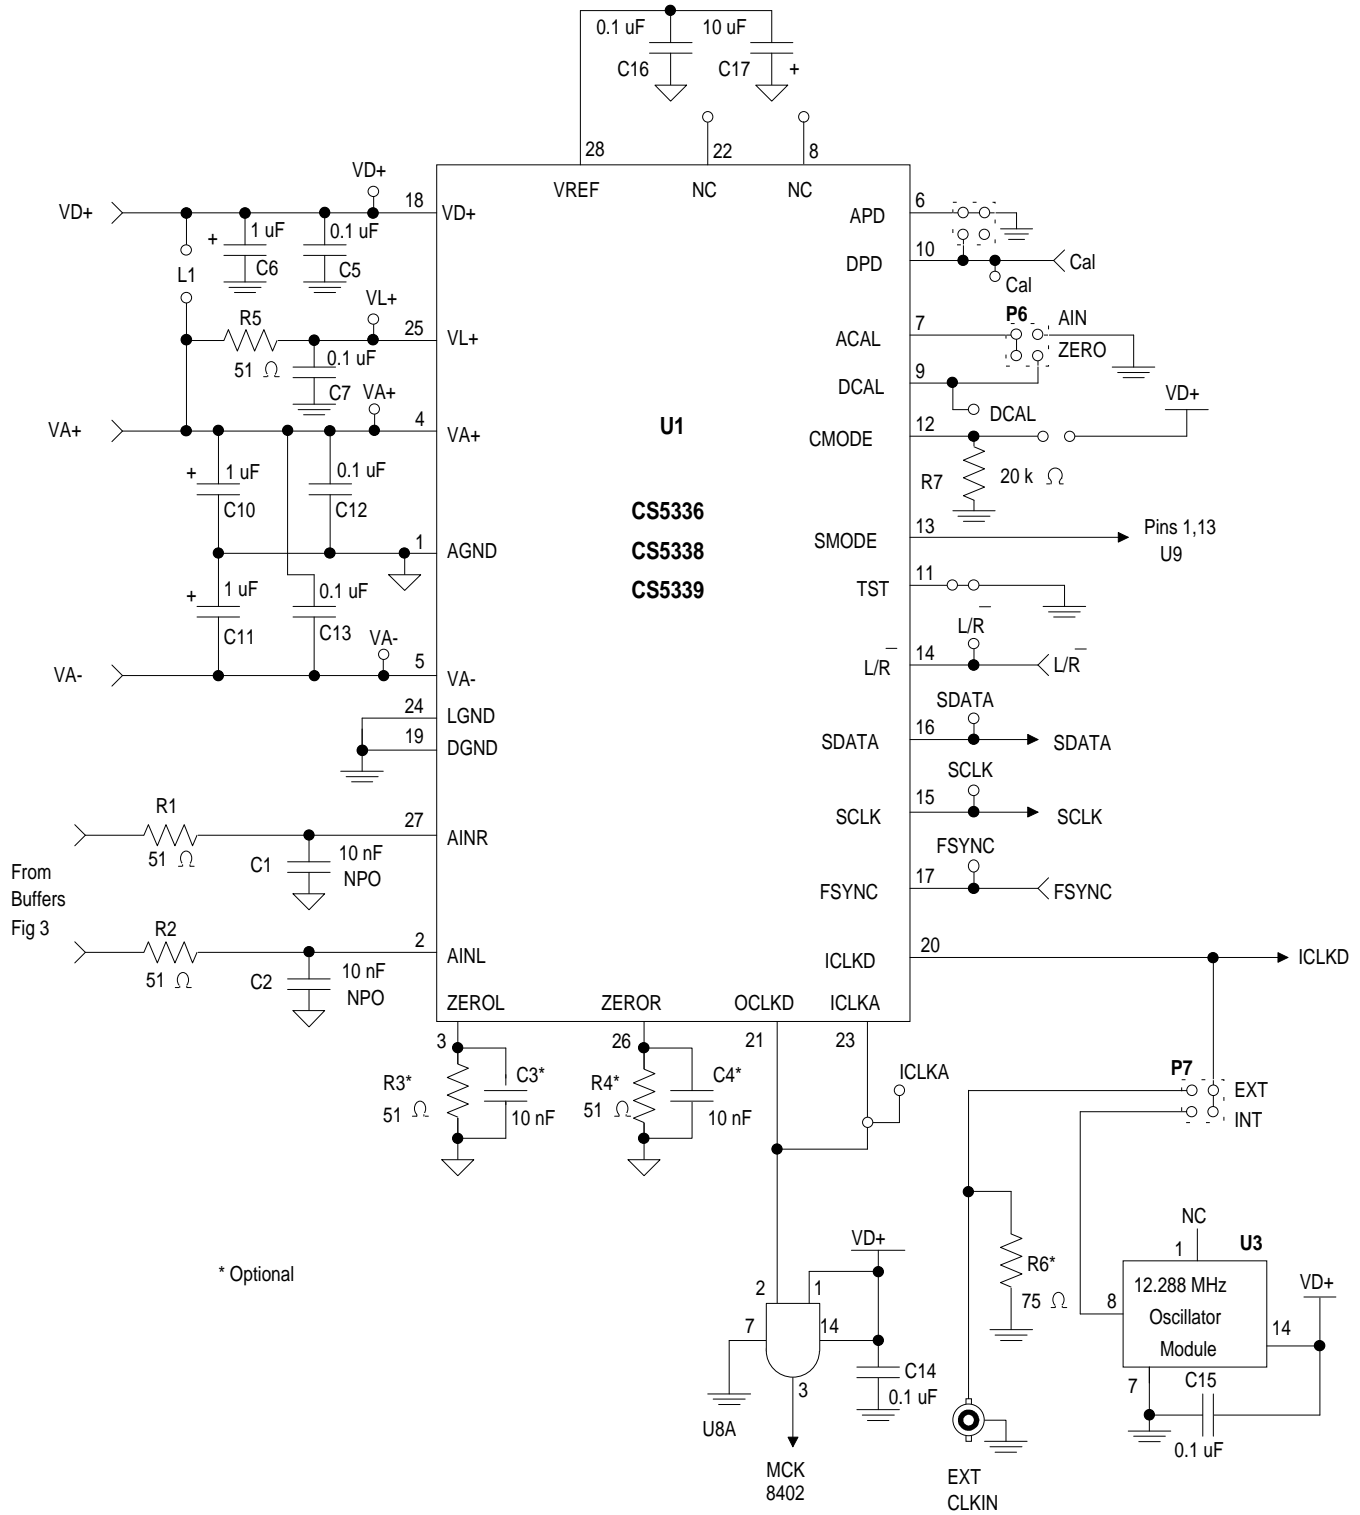 0.1 uF
C16
10 uF
C17
+
28
22
8
VREF
NC
NC
VD+
VD+
18
VD+
+
1 uF
C6
0.1 uF
C5
L1
VL+
R5
51 Ω
25
VL+
0.1 uF
C7
VA+
VA+
4
VA+
+
1 uF
C10
0.1 uF
C12
1
AGND
+
1 uF
C11
0.1 uF
C13
VA-
VA-
5
VA-
24
LGND
19
DGND
U1
CS5336
CS5338
CS5339
R1
51 Ω
27
AINR
C1
10 nF
NPO
From
Buffers
Fig 3
R2
51 Ω
2
AINL
C2
10 nF
NPO
APD
6
DPD
10
Cal
Cal
P6
AIN
ZERO
ACAL
7
DCAL
9
DCAL
VD+
CMODE
12
R7
20 k Ω
SMODE
13
Pins 1,13
U9
TST
11
L/R̅
L/R̅
14
L/R̅
SDATA
SDATA
16
SDATA
SCLK
SCLK
15
SCLK
FSYNC
FSYNC
17
FSYNC
ICLKD
20
ICLKD
ZEROL
ZEROR
OCLKD
ICLKA
3
26
21
23
R3*
51 Ω
C3*
10 nF
R4*
51 Ω
C4*
10 nF
ICLKA
P7
EXT
INT
* Optional
VD+
2
1
7
14
3
C14
0.1 uF
U8A
MCK
8402
R6*
75 Ω
EXT
CLKIN
NC
1
U3
12.288 MHz
Oscillator
Module
8
14
7
VD+
C15
0.1 uF